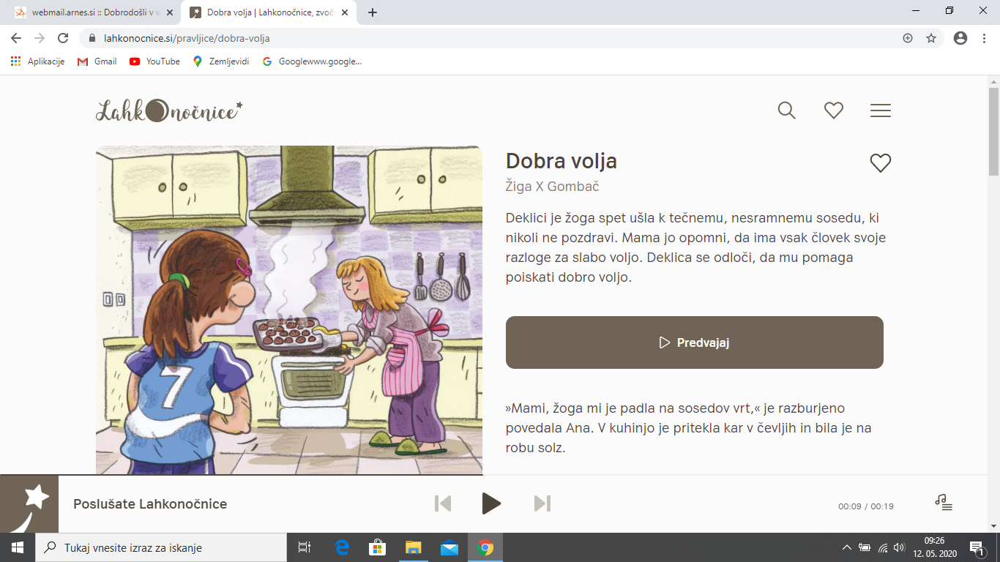 webmail.arnes.si :: Dobrodošli v w
Dobra volja | Lahkonočnice, zvoč
lahkonocnice.si/pravljice/dobra-volja
Aplikacije
Gmail
YouTube
Zemljevidi
Googlewww.google...
Lahkonočnice
Dobra volja
Žiga X Gombač
Deklici je žoga spet ušla k tečnemu, nesramnemu sosedu, ki
nikoli ne pozdravi. Mama jo opomni, da ima vsak človek svoje
razloge za slabo voljo. Deklica se odloči, da mu pomaga
poiskati dobro voljo.
7
Predvajaj
»Mami, žoga mi je padla na sosedov vrt,« je razburjeno
povedala Ana. V kuhinjo je pritekla kar v čevljih in bila je na
robu solz.
Poslušate Lahkonočnice
00:09 / 00:19
Tukaj vnesite izraz za iskanje
09:26
12. 05. 2020
1